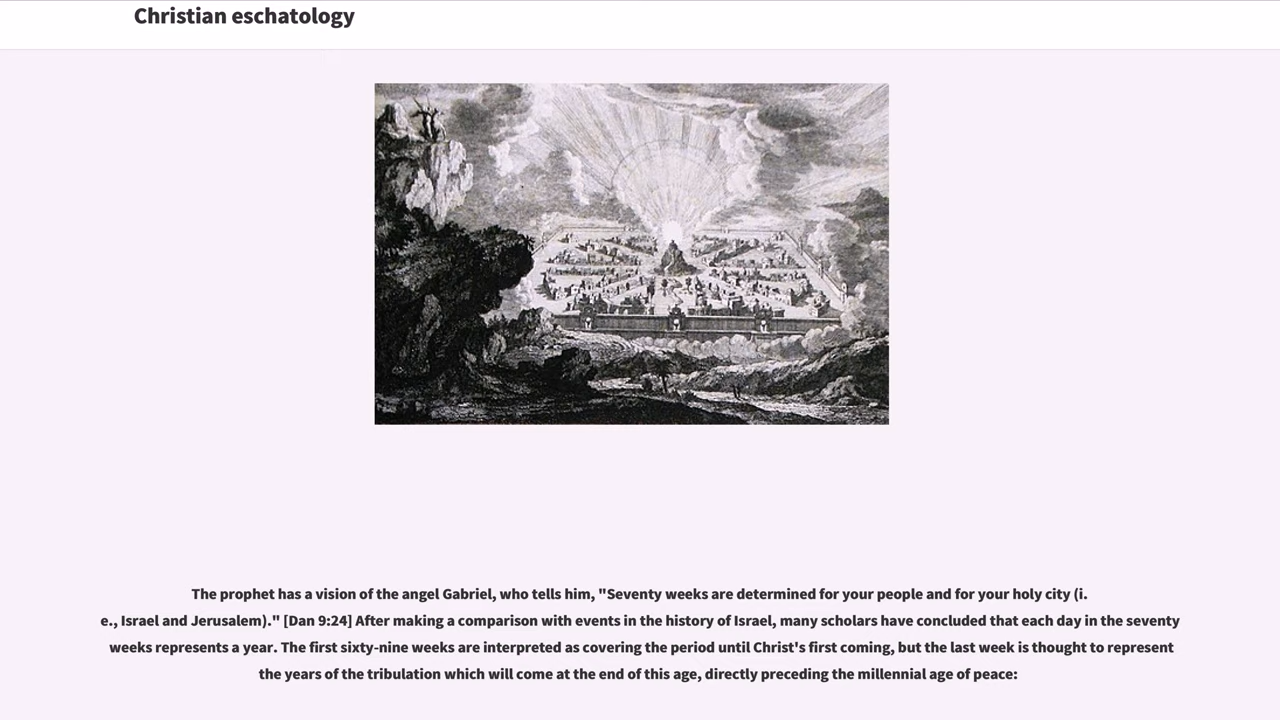 Christian eschatology
The prophet has a vision of the angel Gabriel, who tells him, "Seventy weeks are determined for your people and for your holy city (i.
e., Israel and Jerusalem)." [Dan 9:24] After making a comparison with events in the history of Israel, many scholars have concluded that each day in the seventy
weeks represents a year. The first sixty-nine weeks are interpreted as covering the period until Christ's first coming, but the last week is thought to represent
the years of the tribulation which will come at the end of this age, directly preceding the millennial age of peace: